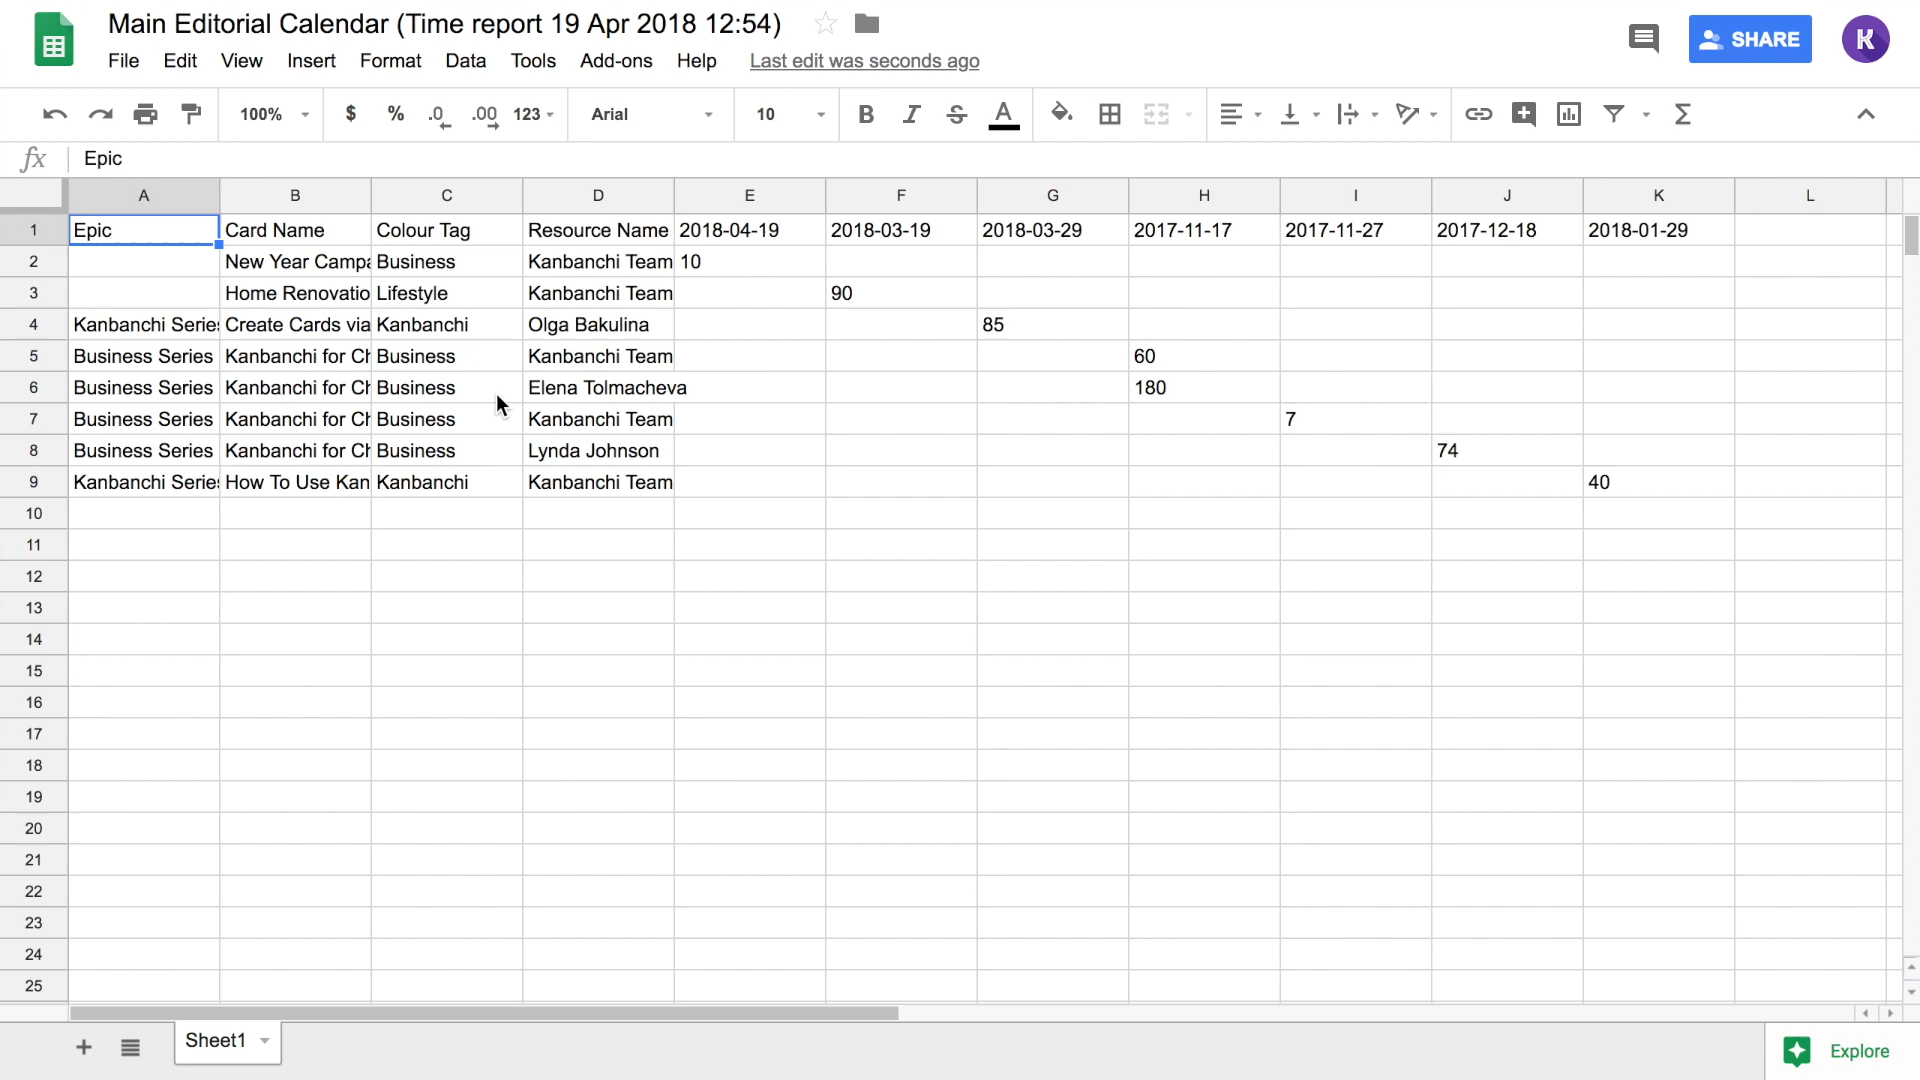 Main Editorial Calendar (Time report 19 Apr 2018 12:54)
SHARE
K
File Edit View Insert Format Data Tools Add-ons Help Last edit was seconds ago
100% $ % .0 .00 123 Arial 10 B I S A
fx Epic
A B C D E F G H I J K L
1 Epic Card Name Colour Tag Resource Name 2018-04-19 2018-03-19 2018-03-29 2017-11-17 2017-11-27 2017-12-18 2018-01-29
2 New Year Campa Business Kanbanchi Team 10
3 Home Renovatio Lifestyle Kanbanchi Team 90
4 Kanbanchi Series Create Cards via Kanbanchi Olga Bakulina 85
5 Business Series Kanbanchi for Ch Business Kanbanchi Team 60
6 Business Series Kanbanchi for Ch Business Elena Tolmacheva 180
7 Business Series Kanbanchi for Ch Business Kanbanchi Team 7
8 Business Series Kanbanchi for Ch Business Lynda Johnson 74
9 Kanbanchi Series How To Use Kan Kanbanchi Kanbanchi Team 40
10
11
12
13
14
15
16
17
18
19
20
21
22
23
24
25
Sheet1
Explore